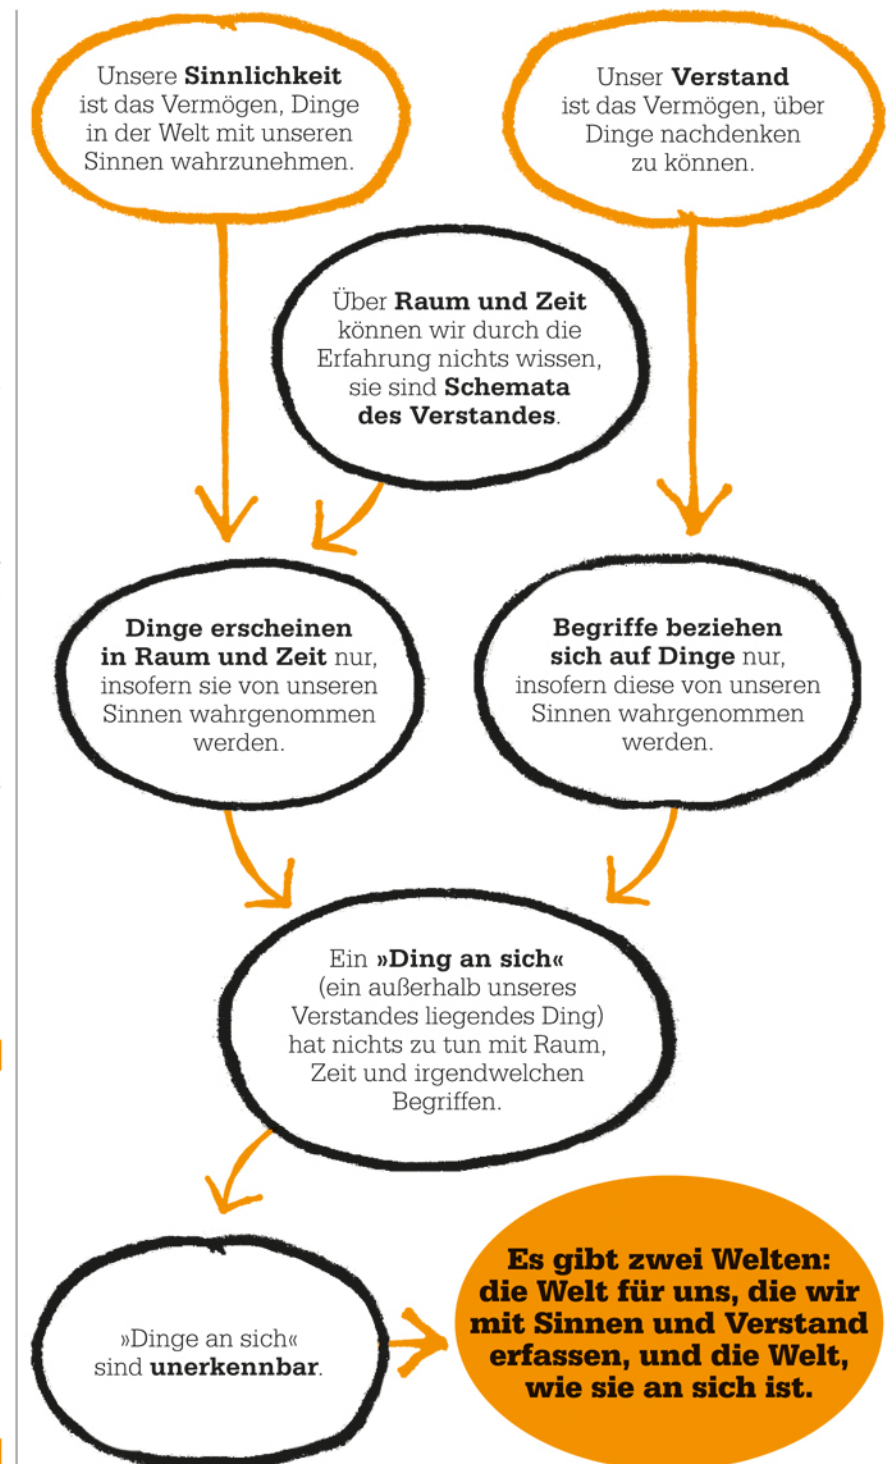 Unsere Sinnlichkeit
ist das Vermögen, Dinge
in der Welt mit unseren
Sinnen wahrzunehmen.
Unser Verstand
ist das Vermögen, über
Dinge nachdenken
zu können.
Über Raum und Zeit
können wir durch die
Erfahrung nichts wissen,
sie sind Schemata
des Verstandes.
Dinge erscheinen
in Raum und Zeit nur,
insofern sie von unseren
Sinnen wahrgenommen
werden.
Begriffe beziehen
sich auf Dinge nur,
insofern diese von unseren
Sinnen wahrgenommen
werden.
Ein »Ding an sich«
(ein außerhalb unseres
Verstandes liegendes Ding)
hat nichts zu tun mit Raum,
Zeit und irgendwelchen
Begriffen.
»Dinge an sich«
sind unerkennbar.
Es gibt zwei Welten:
die Welt für uns, die wir
mit Sinnen und Verstand
erfassen, und die Welt,
wie sie an sich ist.